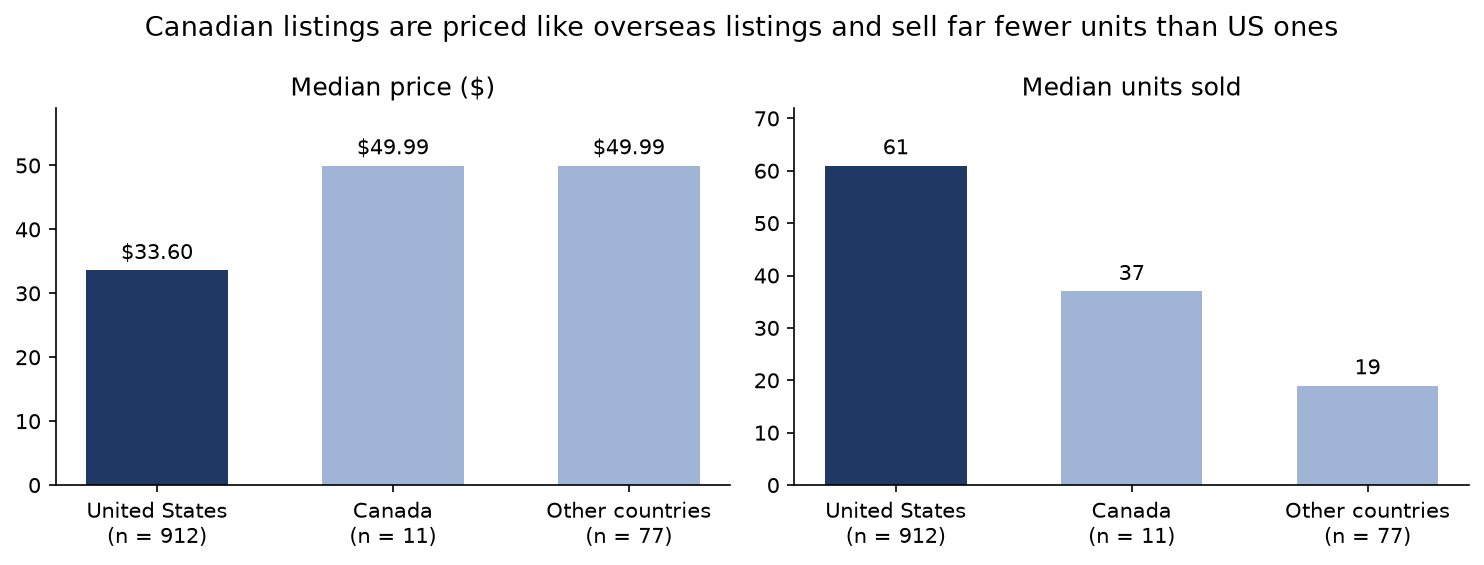 Canadian listings are priced like overseas listings and sell far fewer units than US ones
Median price ($)
50
40
30
20
10
0
$33.60
$49.99
$49.99
United States
(n = 912)
Canada
(n = 11)
Other countries
(n = 77)
Median units sold
70
60
50
40
30
20
10
0
61
37
19
United States
(n = 912)
Canada
(n = 11)
Other countries
(n = 77)